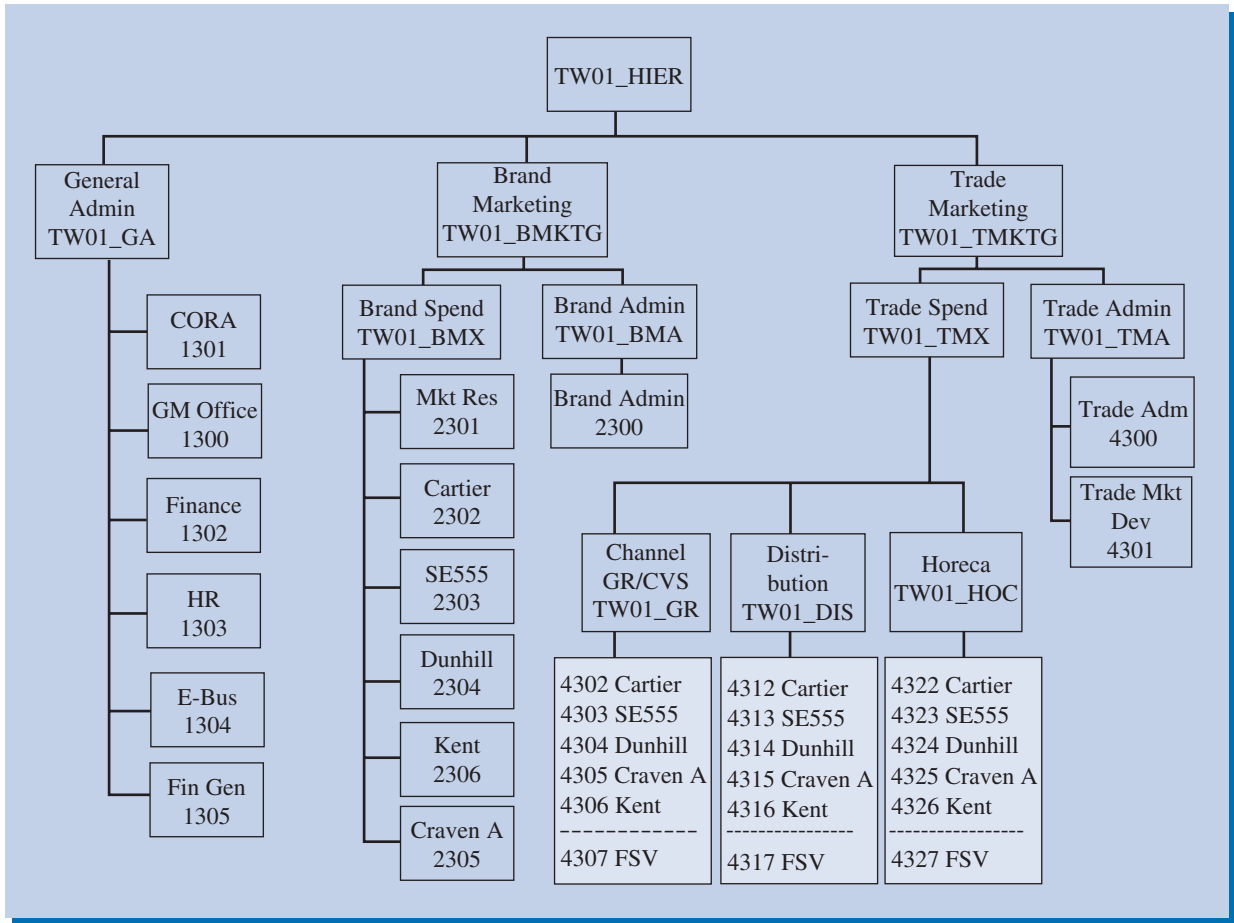 TW01_HIER
General
Admin
TW01_GA
Brand
Marketing
TW01_BMKTG
Trade
Marketing
TW01_TMKTG
CORA
1301
GM Office
1300
Finance
1302
HR
1303
E-Bus
1304
Fin Gen
1305
Brand Spend
TW01_BMX
Brand Admin
TW01_BMA
Mkt Res
2301
Cartier
2302
SE555
2303
Dunhill
2304
Kent
2306
Craven A
2305
Brand Admin
2300
Trade Spend
TW01_TMX
Trade Admin
TW01_TMA
Trade Adm
4300
Trade Mkt
Dev
4301
Channel
GR/CVS
TW01_GR
Distri-
bution
TW01_DIS
Horeca
TW01_HOC
4302 Cartier
4303 SE555
4304 Dunhill
4305 Craven A
4306 Kent
-------------
4307 FSV
4312 Cartier
4313 SE555
4314 Dunhill
4315 Craven A
4316 Kent
----------------
4317 FSV
4322 Cartier
4323 SE555
4324 Dunhill
4325 Craven A
4326 Kent
-----------------
4327 FSV